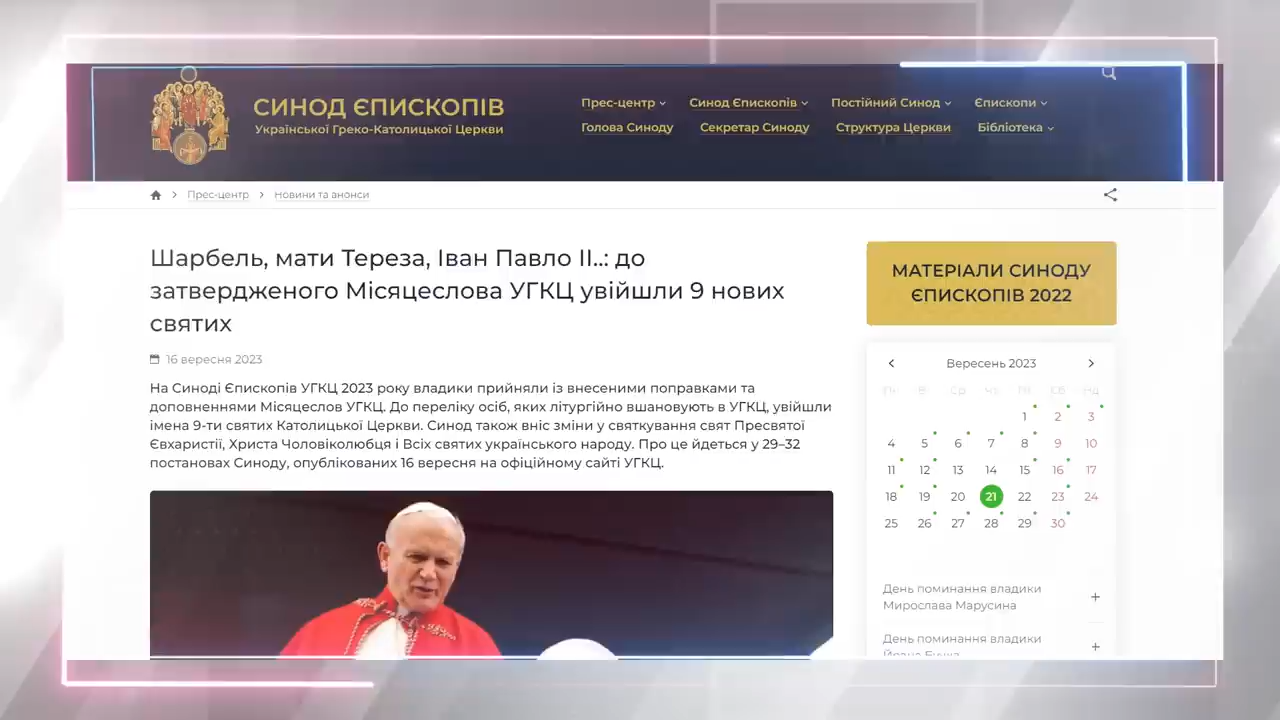 СИНОД ЄПИСКОПІВ
Української Греко-Католицької Церкви
Прес-центр Синод Єпископів Постійний Синод Єпископи
Голова Синоду Секретар Синоду Структура Церкви Бібліотека
Прес-центр Новини та анонси
Шарбель, мати Тереза, Іван Павло ІІ..: до
затвердженого Місяцеслова УГКЦ увійшли 9 нових
святих
16 вересня 2023
На Синоді Єпископів УГКЦ 2023 року владики прийняли із внесеними поправками та
доповненнями Місяцеслов УГКЦ. До переліку осіб, яких літургійно вшановують в УГКЦ, увійшли
імена 9-ти святих Католицької Церкви. Синод також вніс зміни у святкування свят Пресвятої
Євхаристії, Христа Чоловіколюбця і Всіх святих українського народу. Про це йдеться у 29–32
постановах Синоду, опублікованих 16 вересня на офіційному сайті УГКЦ.
МАТЕРІАЛИ СИНОДУ
ЄПИСКОПІВ 2022
Вересень 2023
Пн Вт Ср Чт Пт Сб Нд
1 2 3
4 5 6 7 8 9 10
11 12 13 14 15 16 17
18 19 20 21 22 23 24
25 26 27 28 29 30
День поминання владики
Мирослава Марусина
День поминання владики